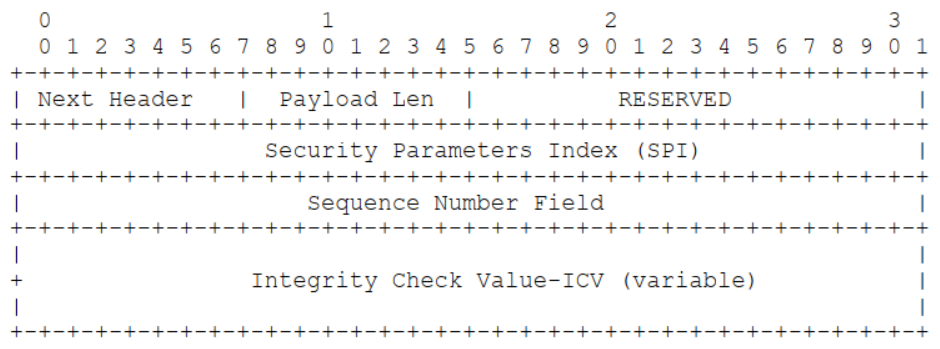 0                   1                   2                   3
 0 1 2 3 4 5 6 7 8 9 0 1 2 3 4 5 6 7 8 9 0 1 2 3 4 5 6 7 8 9 0 1
+-+-+-+-+-+-+-+-+-+-+-+-+-+-+-+-+-+-+-+-+-+-+-+-+-+-+-+-+-+-+-+-+
| Next Header   |  Payload Len  |          RESERVED             |
+-+-+-+-+-+-+-+-+-+-+-+-+-+-+-+-+-+-+-+-+-+-+-+-+-+-+-+-+-+-+-+-+
|                 Security Parameters Index (SPI)               |
+-+-+-+-+-+-+-+-+-+-+-+-+-+-+-+-+-+-+-+-+-+-+-+-+-+-+-+-+-+-+-+-+
|                    Sequence Number Field                      |
+-+-+-+-+-+-+-+-+-+-+-+-+-+-+-+-+-+-+-+-+-+-+-+-+-+-+-+-+-+-+-+-+
|                                                               |
+                Integrity Check Value-ICV (variable)           |
|                                                               |
+-+-+-+-+-+-+-+-+-+-+-+-+-+-+-+-+-+-+-+-+-+-+-+-+-+-+-+-+-+-+-+-+